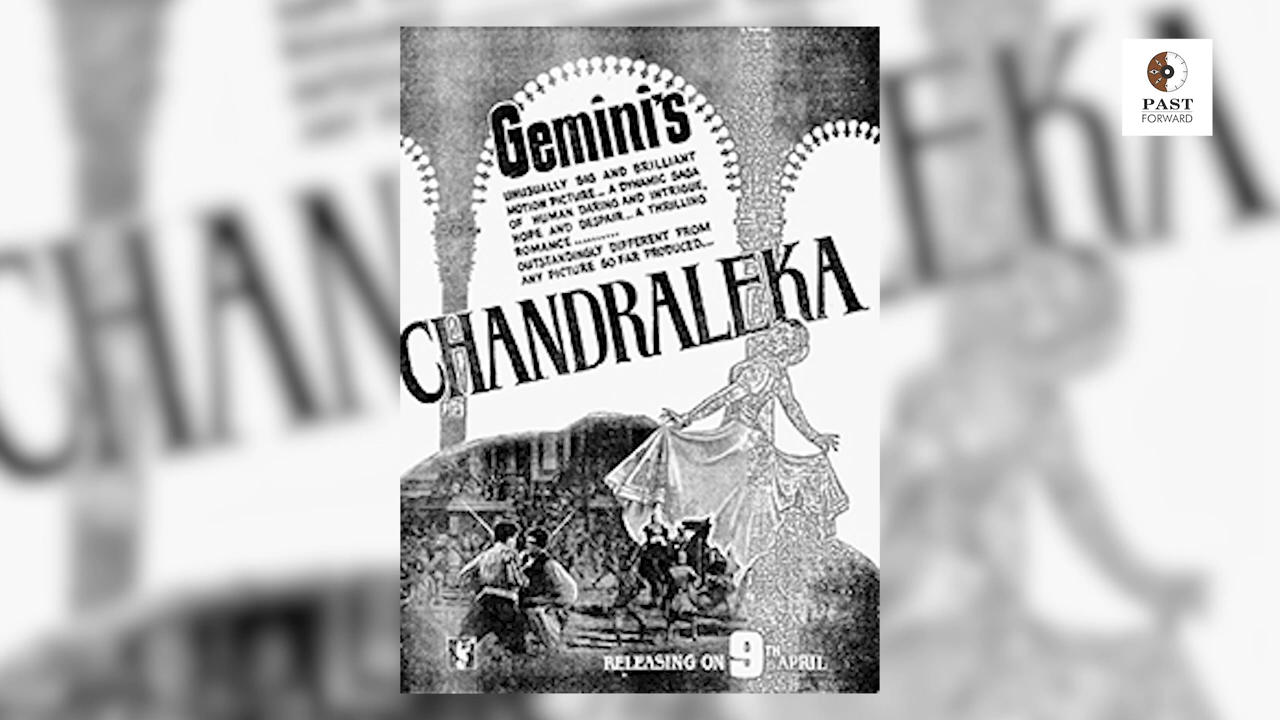 Gemini's
UNUSUALLY BIG AND BRILLIANT
MOTION PICTURE... A DYNAMIC SAGA
OF HUMAN DARING AND INTRIGUE,
HOPE AND DESPAIR... A THRILLING
ROMANCE ..........
OUTSTANDINGLY DIFFERENT FROM
ANY PICTURE SO FAR PRODUCED....
CHANDRALEKA
RELEASING ON 9TH APRIL
PAST
FORWARD